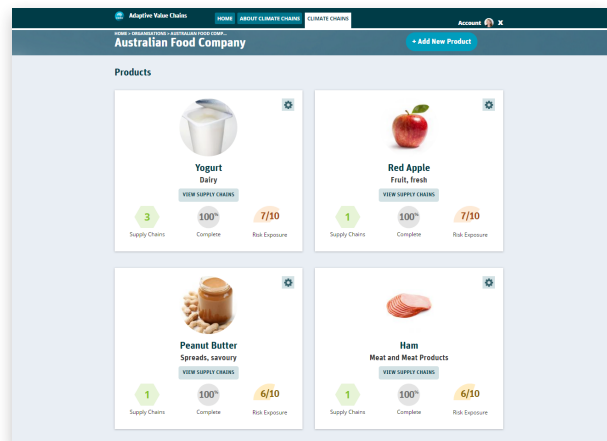 Adaptive Value Chains
HOME ABOUT CLIMATE CHAINS CLIMATE CHAINS
Account X
HOME > ORGANISATIONS > AUSTRALIAN FOOD COMP...
Australian Food Company
+ Add New Product
Products
Yogurt
Dairy
VIEW SUPPLY CHAINS
3 100% 7/10
Supply Chains Complete Risk Exposure
Red Apple
Fruit, fresh
VIEW SUPPLY CHAINS
1 100% 7/10
Supply Chains Complete Risk Exposure
Peanut Butter
Spreads, savoury
VIEW SUPPLY CHAINS
1 100% 6/10
Supply Chains Complete Risk Exposure
Ham
Meat and Meat Products
VIEW SUPPLY CHAINS
1 100% 6/10
Supply Chains Complete Risk Exposure